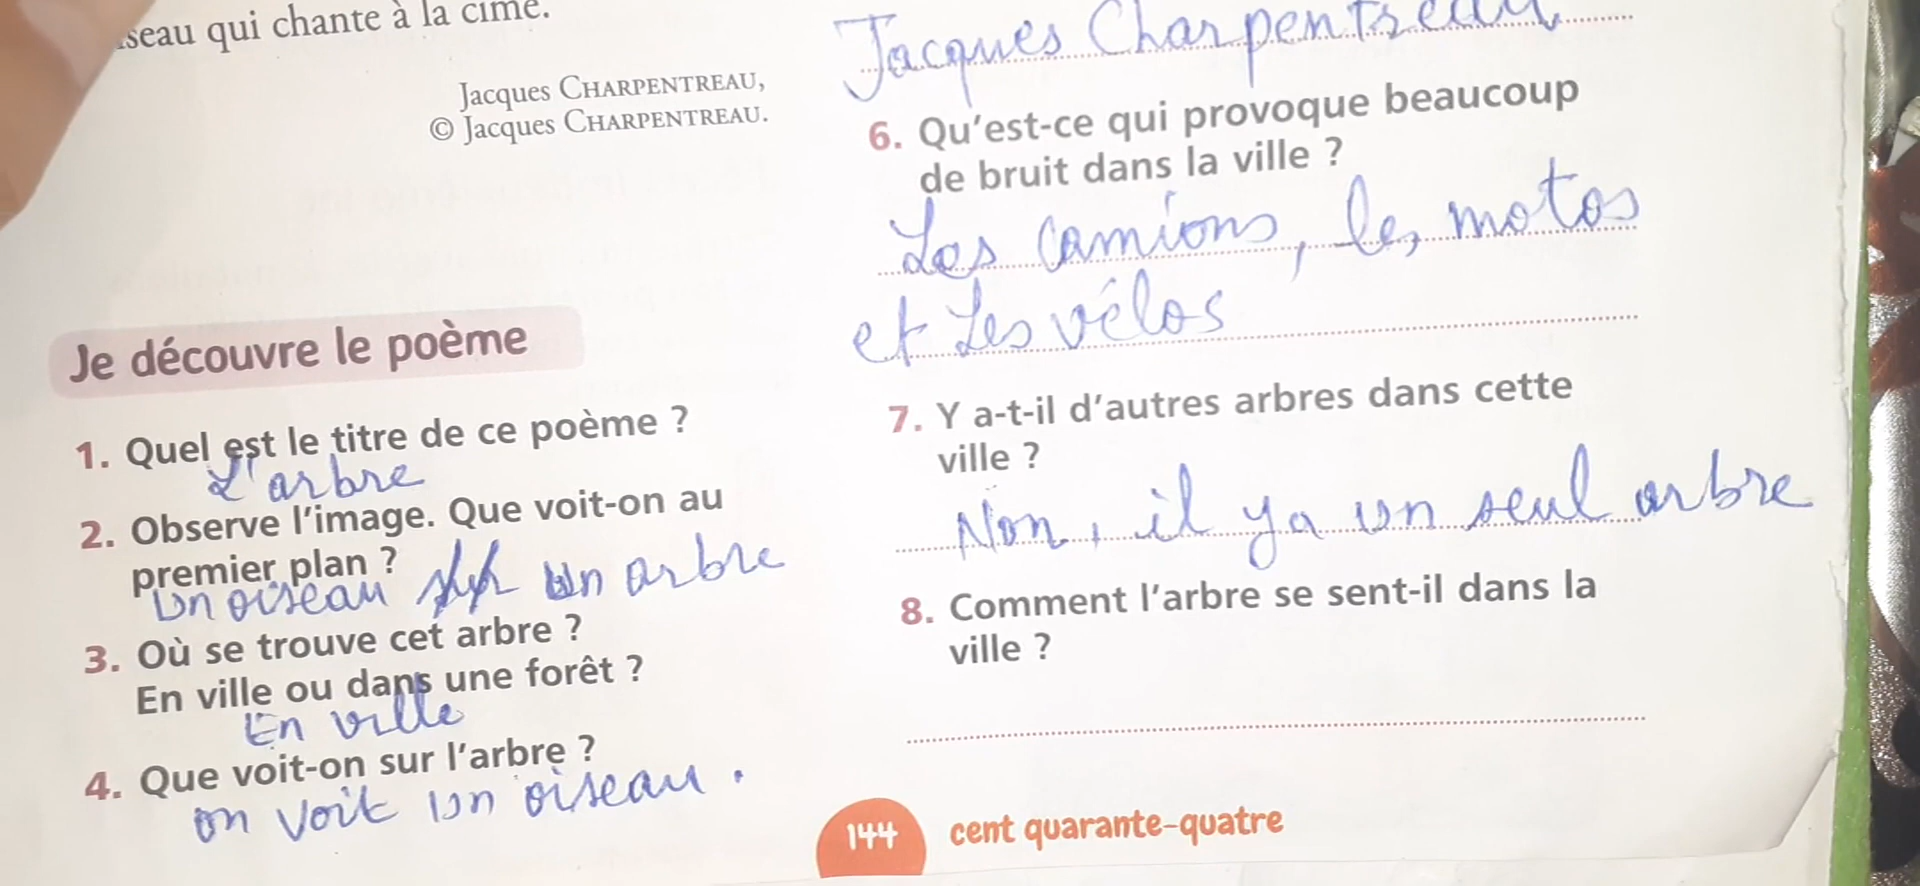 seau qui chante à la cime.
Jacques CHARPENTREAU,
© Jacques CHARPENTREAU.
Je découvre le poème
1. Quel est le titre de ce poème ?
L'arbre
2. Observe l'image. Que voit-on au
premier plan ?
Un oiseau un arbre
3. Où se trouve cet arbre ?
En ville ou dans une forêt ?
En ville
4. Que voit-on sur l'arbre ?
on voit un oiseau.
Jacques Charpentreau
6. Qu'est-ce qui provoque beaucoup
de bruit dans la ville ?
Les camions, les motos
et Les vélos
7. Y a-t-il d'autres arbres dans cette
ville ?
Non, il y a un seul arbre
8. Comment l'arbre se sent-il dans la
ville ?
144 cent quarante-quatre